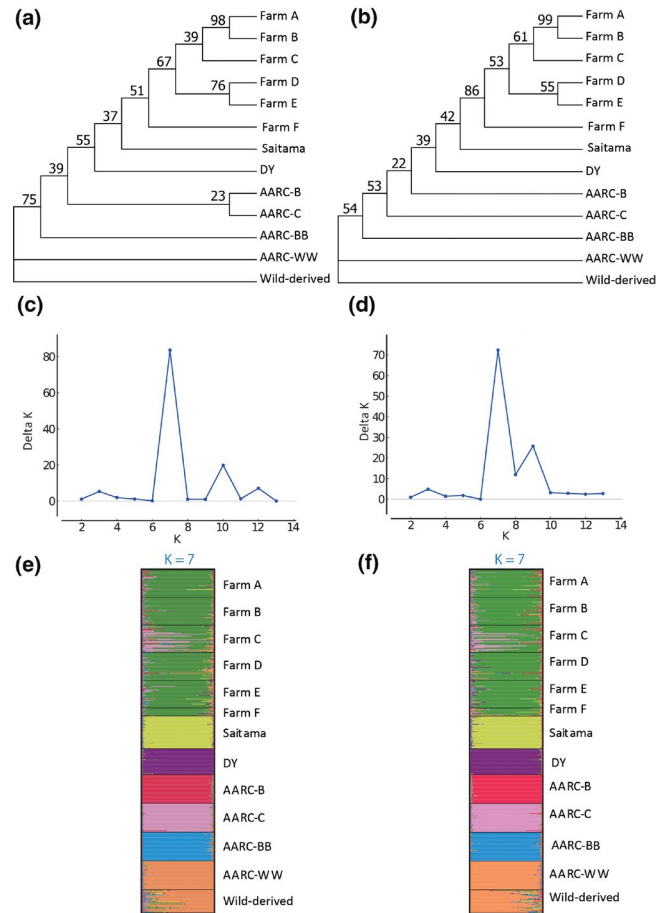 (a)
98
39
67
76
51
37
55
39
23
75
Farm A
Farm B
Farm C
Farm D
Farm E
Farm F
Saitama
DY
AARC-B
AARC-C
AARC-BB
AARC-WW
Wild-derived
(b)
99
61
53
55
86
42
39
22
53
54
Farm A
Farm B
Farm C
Farm D
Farm E
Farm F
Saitama
DY
AARC-B
AARC-C
AARC-BB
AARC-WW
Wild-derived
(c)
Delta K
80
60
40
20
0
2 4 6 8 10 12 14
K
(d)
Delta K
70
60
50
40
30
20
10
0
2 4 6 8 10 12 14
K
(e)
K = 7
Farm A
Farm B
Farm C
Farm D
Farm E
Farm F
Saitama
DY
AARC-B
AARC-C
AARC-BB
AARC-WW
Wild-derived
(f)
K = 7
Farm A
Farm B
Farm C
Farm D
Farm E
Farm F
Saitama
DY
AARC-B
AARC-C
AARC-BB
AARC-WW
Wild-derived